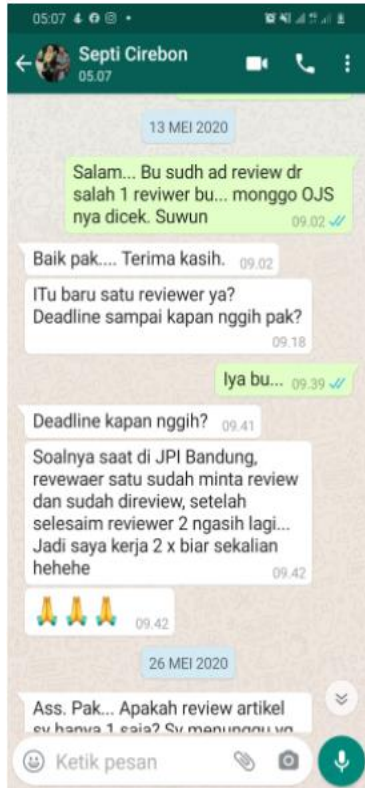 05:07
Septi Cirebon
05.07
13 MEI 2020
Salam... Bu sudh ad review dr
salah 1 reviwer bu... monggo OJS
nya dicek. Suwun
09.02
Baik pak.... Terima kasih. 09.02
ITu baru satu reviewer ya?
Deadline sampai kapan nggih pak?
09.18
Iya bu... 09.39
Deadline kapan nggih? 09.41
Soalnya saat di JPI Bandung,
revewaer satu sudah minta review
dan sudah direview, setelah
selesaim reviewer 2 ngasih lagi...
Jadi saya kerja 2 x biar sekalian
hehehe
09.42
09.42
26 MEI 2020
Ass. Pak... Apakah review artikel
sy hanya 1 saja? Sy menunggu yg
Ketik pesan